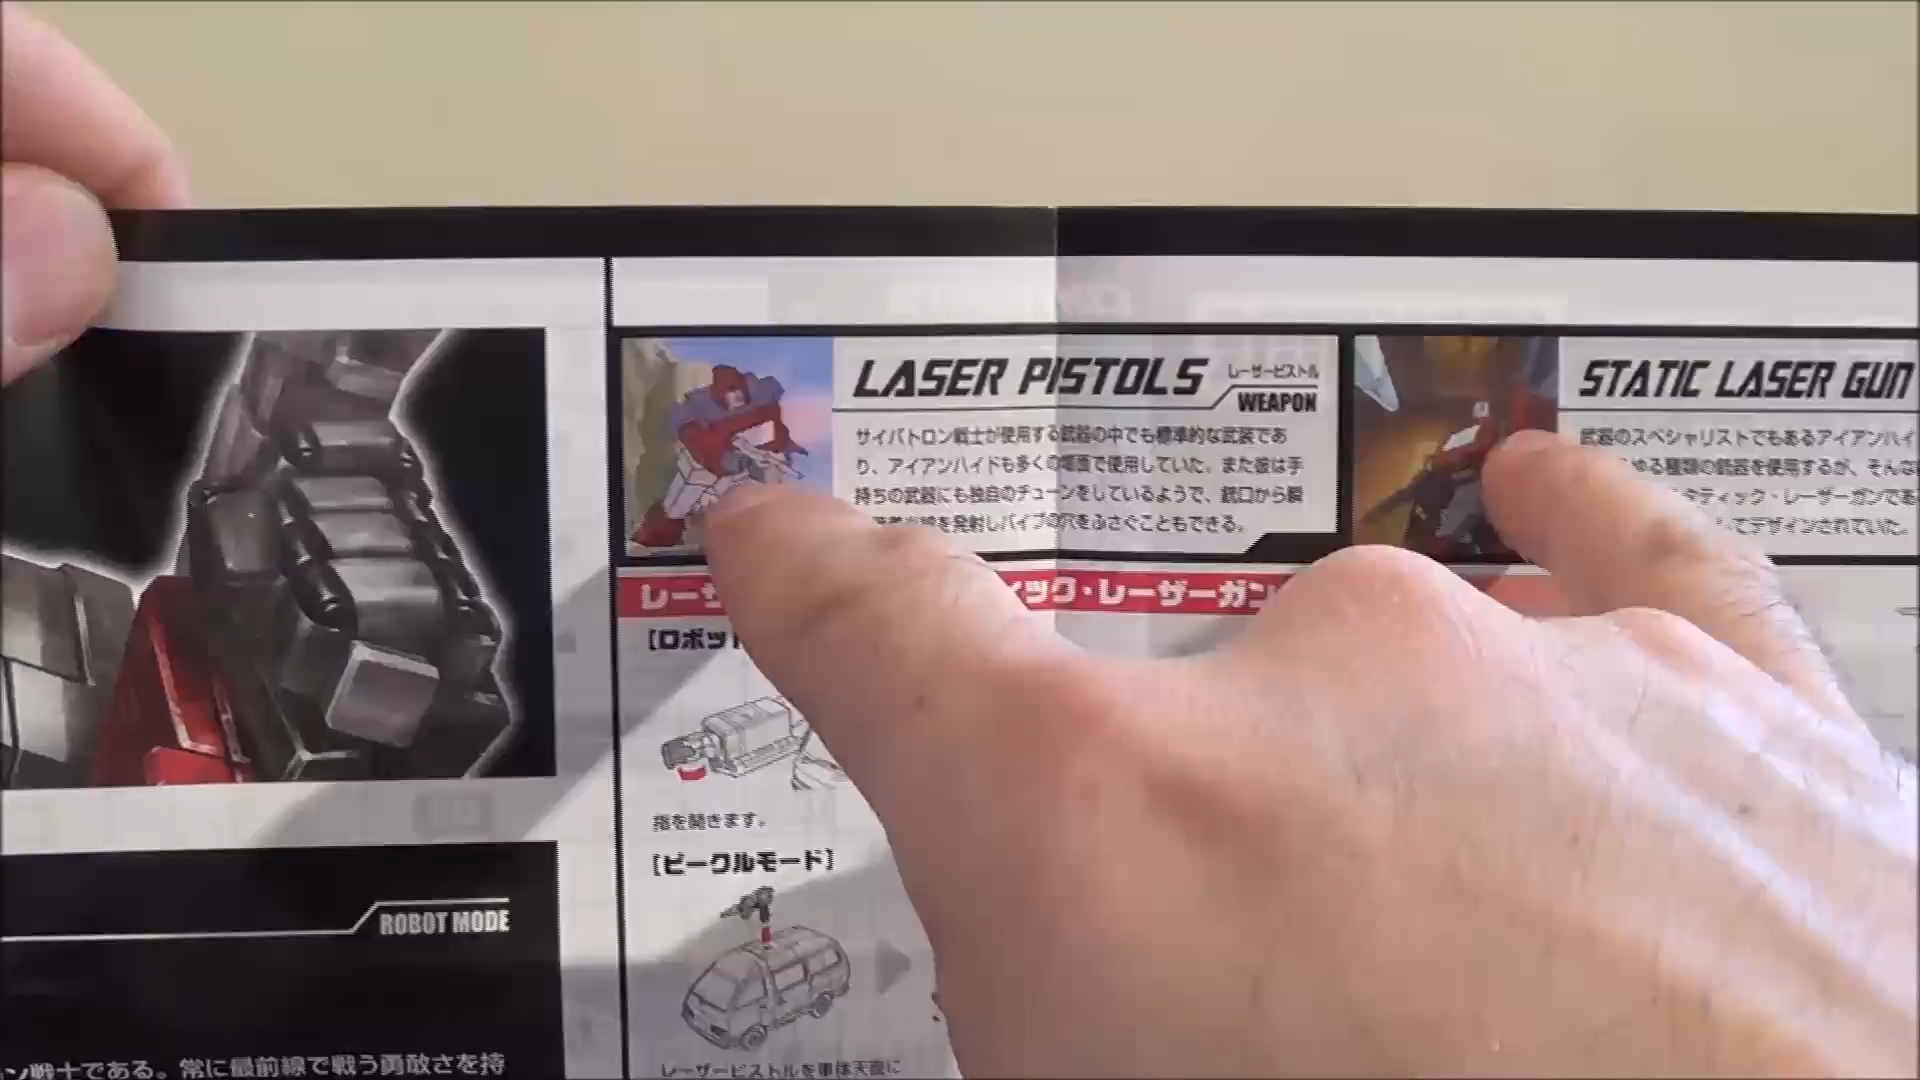 LASER PISTOLS レーザーピストル
WEAPON
サイバトロン戦士が使用する武器の中でも標準的な武装であ
り、アイアンハイドも多くの場面で使用していた。また彼は手
持ちの武器にも独自のチューンをしているようで、銃口から瞬
を発射しパイプの穴をふさぐこともできる。
STATIC LASER GUN
武器のスペシャリストでもあるアイアンハイ
ゆる種類の銃器を使用するが、そんな
タティック・レーザーガンであ
してデザインされていた。
レーザ
ィック・レーザーガン
[ロボット
指を開きます。
[ビークルモード]
レーザーピストルを車体天面に
ROBOT MODE
ン戦士である。常に最前線で戦う勇敢さを持